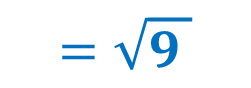 = √9